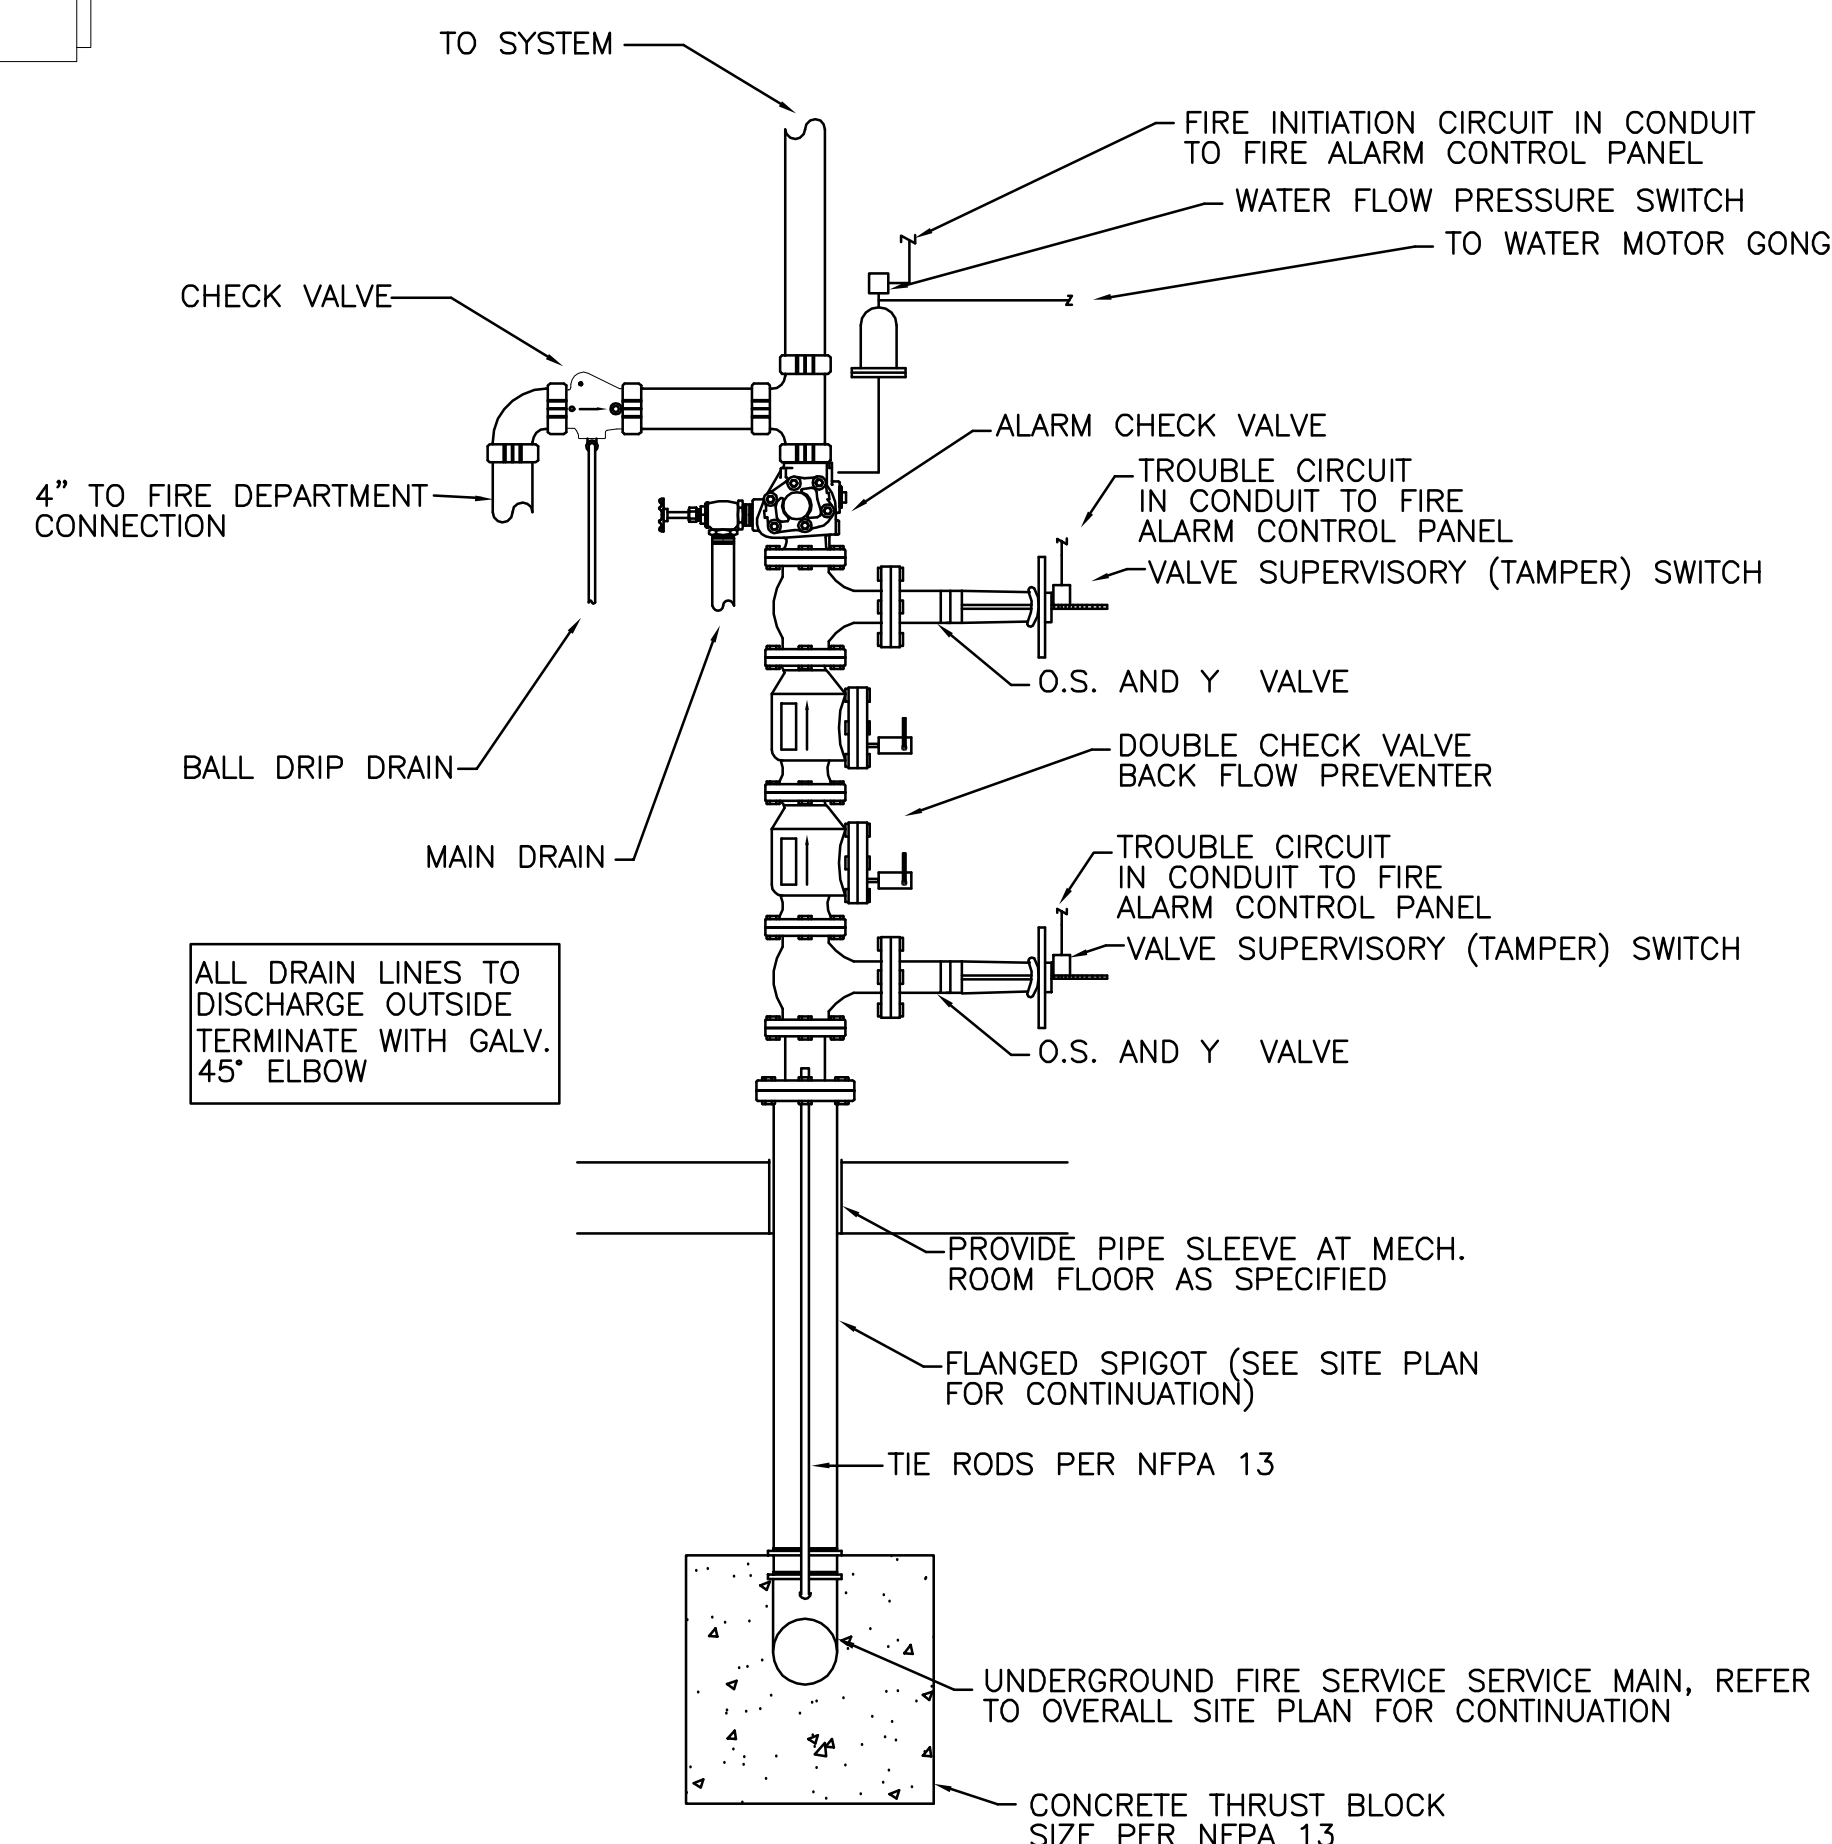 TO SYSTEM
FIRE INITIATION CIRCUIT IN CONDUIT
TO FIRE ALARM CONTROL PANEL
WATER FLOW PRESSURE SWITCH
TO WATER MOTOR GONG
CHECK VALVE
ALARM CHECK VALVE
4" TO FIRE DEPARTMENT
CONNECTION
TROUBLE CIRCUIT
IN CONDUIT TO FIRE
ALARM CONTROL PANEL
VALVE SUPERVISORY (TAMPER) SWITCH
O.S. AND Y VALVE
BALL DRIP DRAIN
DOUBLE CHECK VALVE
BACK FLOW PREVENTER
MAIN DRAIN
TROUBLE CIRCUIT
IN CONDUIT TO FIRE
ALARM CONTROL PANEL
VALVE SUPERVISORY (TAMPER) SWITCH
ALL DRAIN LINES TO
DISCHARGE OUTSIDE
TERMINATE WITH GALV.
45° ELBOW
O.S. AND Y VALVE
PROVIDE PIPE SLEEVE AT MECH.
ROOM FLOOR AS SPECIFIED
FLANGED SPIGOT (SEE SITE PLAN
FOR CONTINUATION)
TIE RODS PER NFPA 13
UNDERGROUND FIRE SERVICE SERVICE MAIN, REFER
TO OVERALL SITE PLAN FOR CONTINUATION
CONCRETE THRUST BLOCK
SIZE PER NFPA 13